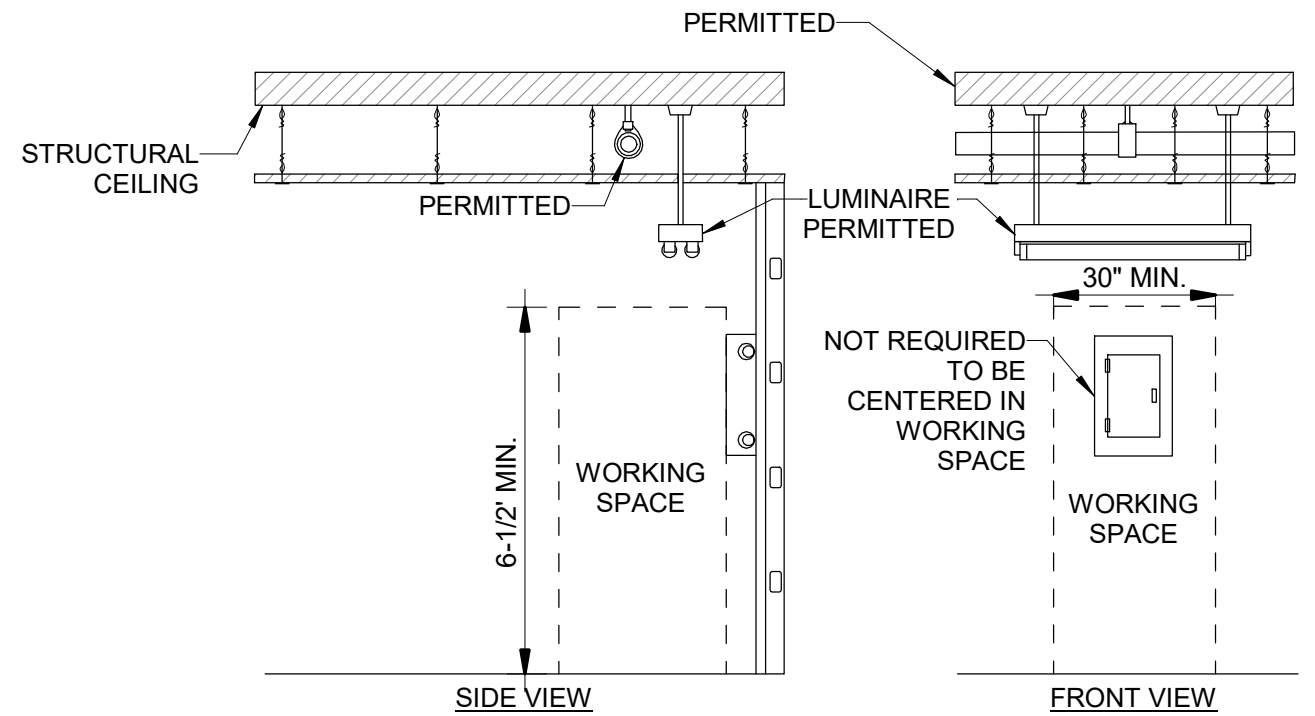 PERMITTED
STRUCTURAL
CEILING
PERMITTED
LUMINAIRE
PERMITTED
30" MIN.
NOT REQUIRED
TO BE
CENTERED IN
WORKING
SPACE
6-1/2' MIN.
WORKING
SPACE
WORKING
SPACE
SIDE VIEW
FRONT VIEW